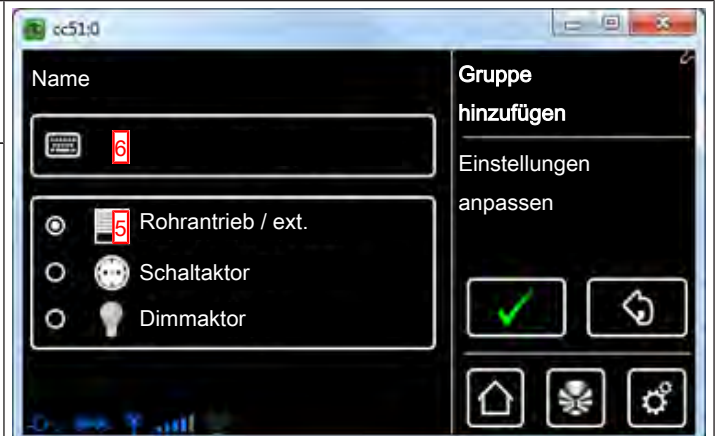 cc51:0
Name
6
5 Rohrantrieb / ext.
Schaltaktor
Dimmaktor
Gruppe
hinzufügen
Einstellungen
anpassen